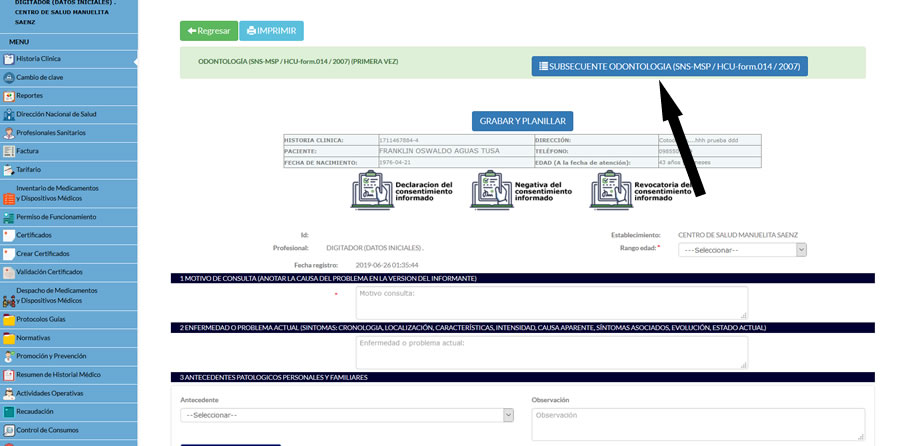 DIGITADOR (DATOS INICIALES) .
CENTRO DE SALUD MANUELITA
SAENZ
MENU
Historia Clínica
Cambio de clave
Reportes
Dirección Nacional de Salud
Profesionales Sanitarios
Factura
Tarifario
Inventario de Medicamentos
y Dispositivos Médicos
Permiso de Funcionamiento
Certificados
Crear Certificados
Validación Certificados
Despacho de Medicamentos
y Dispositivos Médicos
Protocolos Guías
Normativas
Promoción y Prevención
Resumen de Historial Médico
Actividades Operativas
Recaudación
Control de Consumos
Regresar
IMPRIMIR
ODONTOLOGÍA (SNS-MSP / HCU-form.014 / 2007) (PRIMERA VEZ)
SUBSECUENTE ODONTOLOGIA (SNS-MSP / HCU-form.014 / 2007)
GRABAR Y PLANILLAR
HISTORIA CLINICA: 1711467884-4 DIRECCIÓN: hh prueba ddd
PACIENTE: FRANKLIN OSWALDO AGUAS TUSA TELÉFONO:
FECHA DE NACIMIENTO: 1976-04-21 EDAD (A la fecha de atención): 43 años
Declaración del
consentimiento
informado
Negativa del
consentimiento
informado
Revocatoria del
consentimiento
informado
Id: Establecimiento: CENTRO DE SALUD MANUELITA SAENZ
Profesional: DIGITADOR (DATOS INICIALES) . Rango edad: * ---Seleccionar--
Fecha registro: 2019-06-26 01:35:44
1 MOTIVO DE CONSULTA (ANOTAR LA CAUSA DEL PROBLEMA EN LA VERSION DEL INFORMANTE)
* Motivo consulta:
2 ENFERMEDAD O PROBLEMA ACTUAL (SINTOMAS: CRONOLOGIA, LOCALIZACIÓN, CARACTERÍSTICAS, INTENSIDAD, CAUSA APARENTE, SÍNTOMAS ASOCIADOS, EVOLUCIÓN, ESTADO ACTUAL)
Enfermedad o problema actual:
3 ANTECEDENTES PATOLOGICOS PERSONALES Y FAMILIARES
Antecedente Observación
--Seleccionar-- Observación